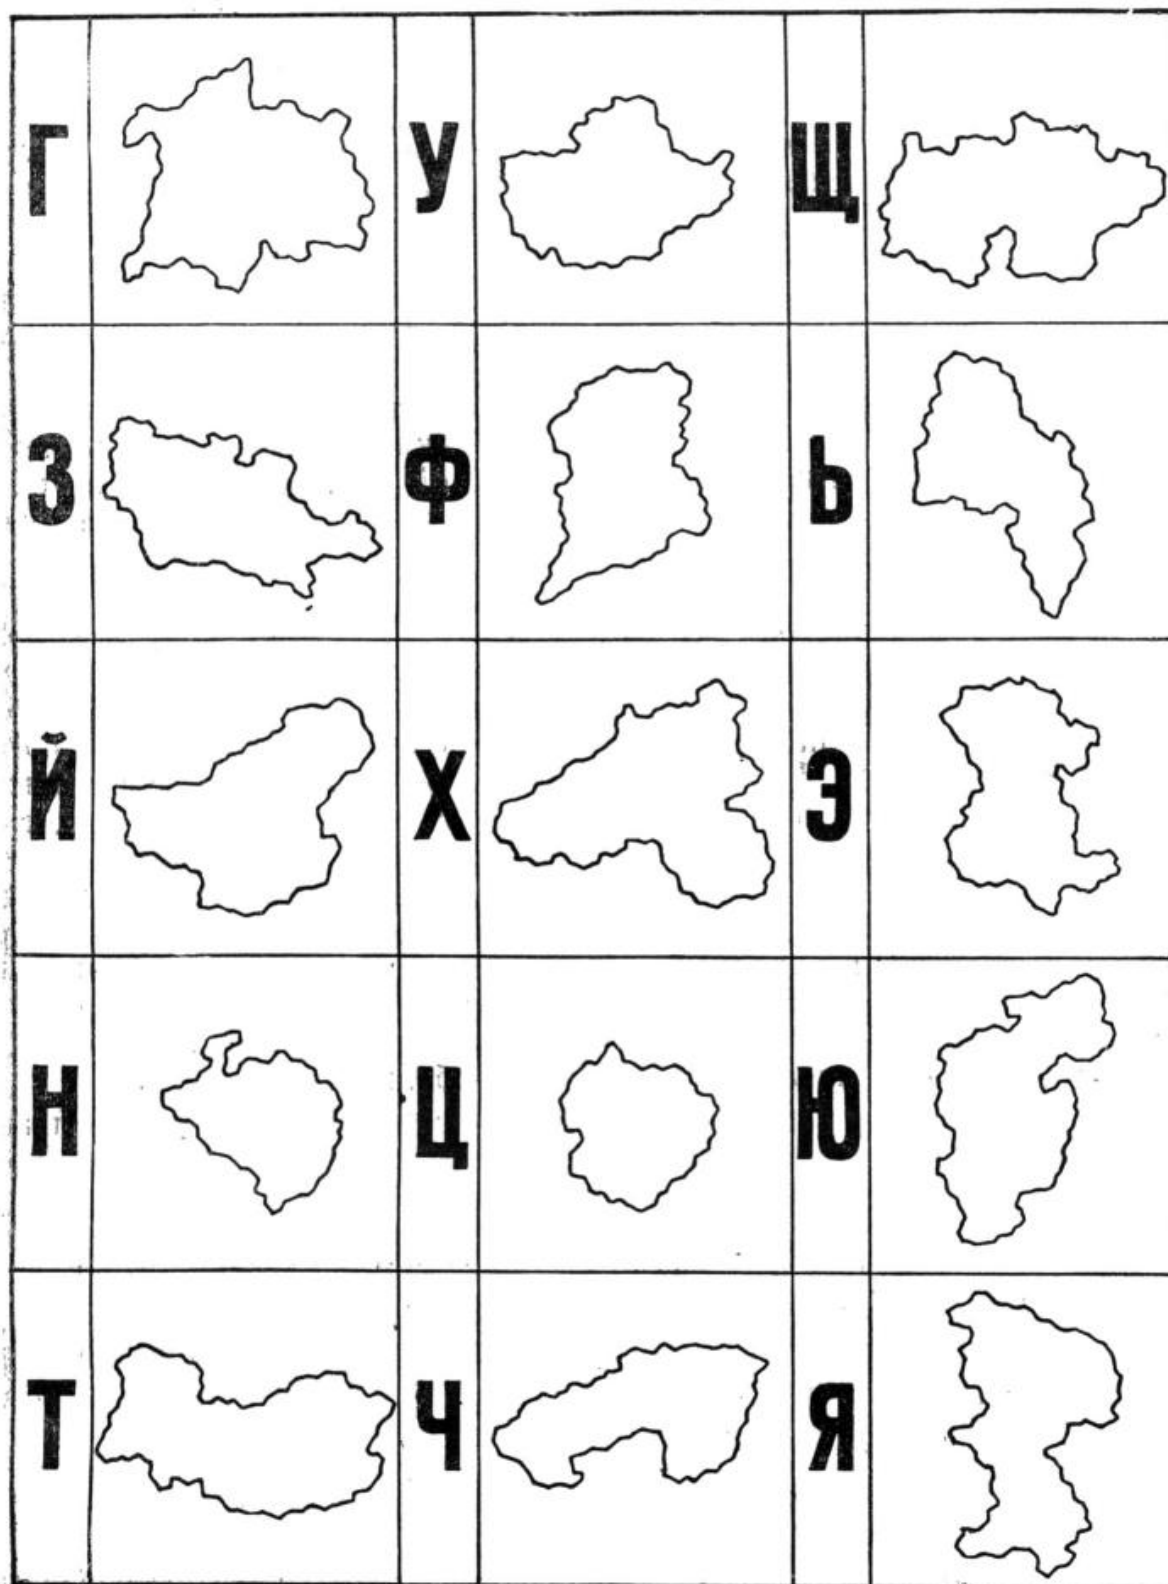 Г У Щ
З Ф Ь
Й Х Э
Н Ц Ю
Т Ч Я